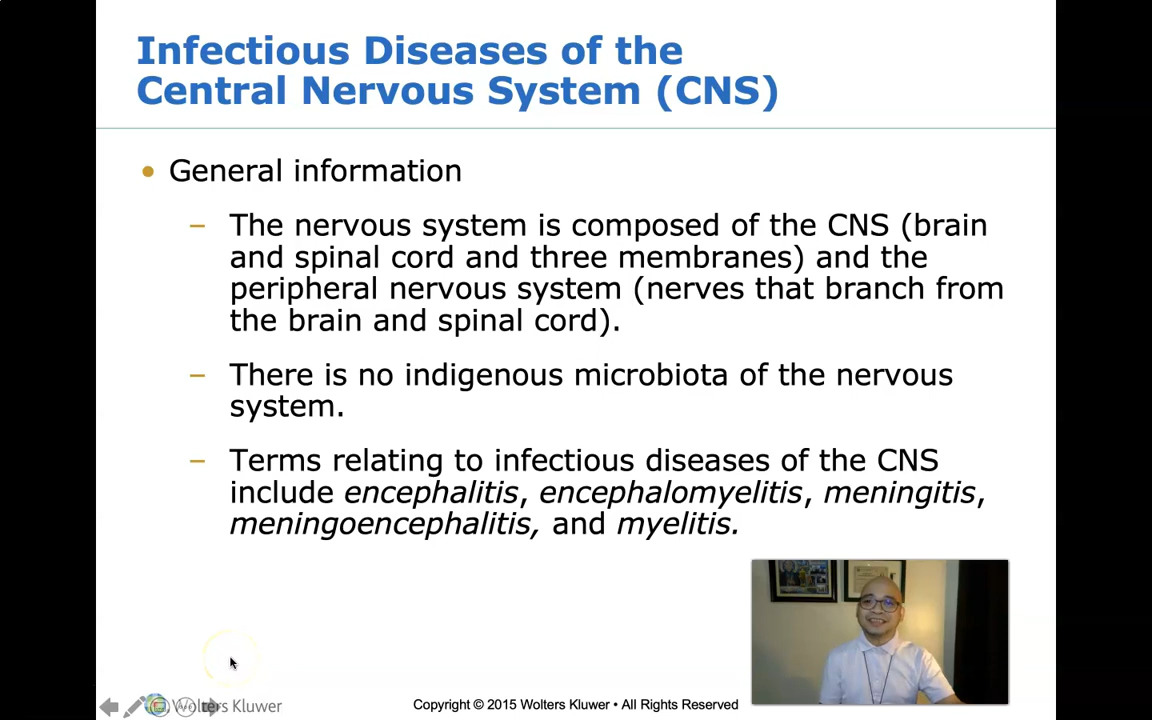 Infectious Diseases of the
Central Nervous System (CNS)
• General information
– The nervous system is composed of the CNS (brain
and spinal cord and three membranes) and the
peripheral nervous system (nerves that branch from
the brain and spinal cord).
– There is no indigenous microbiota of the nervous
system.
– Terms relating to infectious diseases of the CNS
include encephalitis, encephalomyelitis, meningitis,
meningoencephalitis, and myelitis.
Wolters Kluwer
Copyright © 2015 Wolters Kluwer • All Rights Reserved